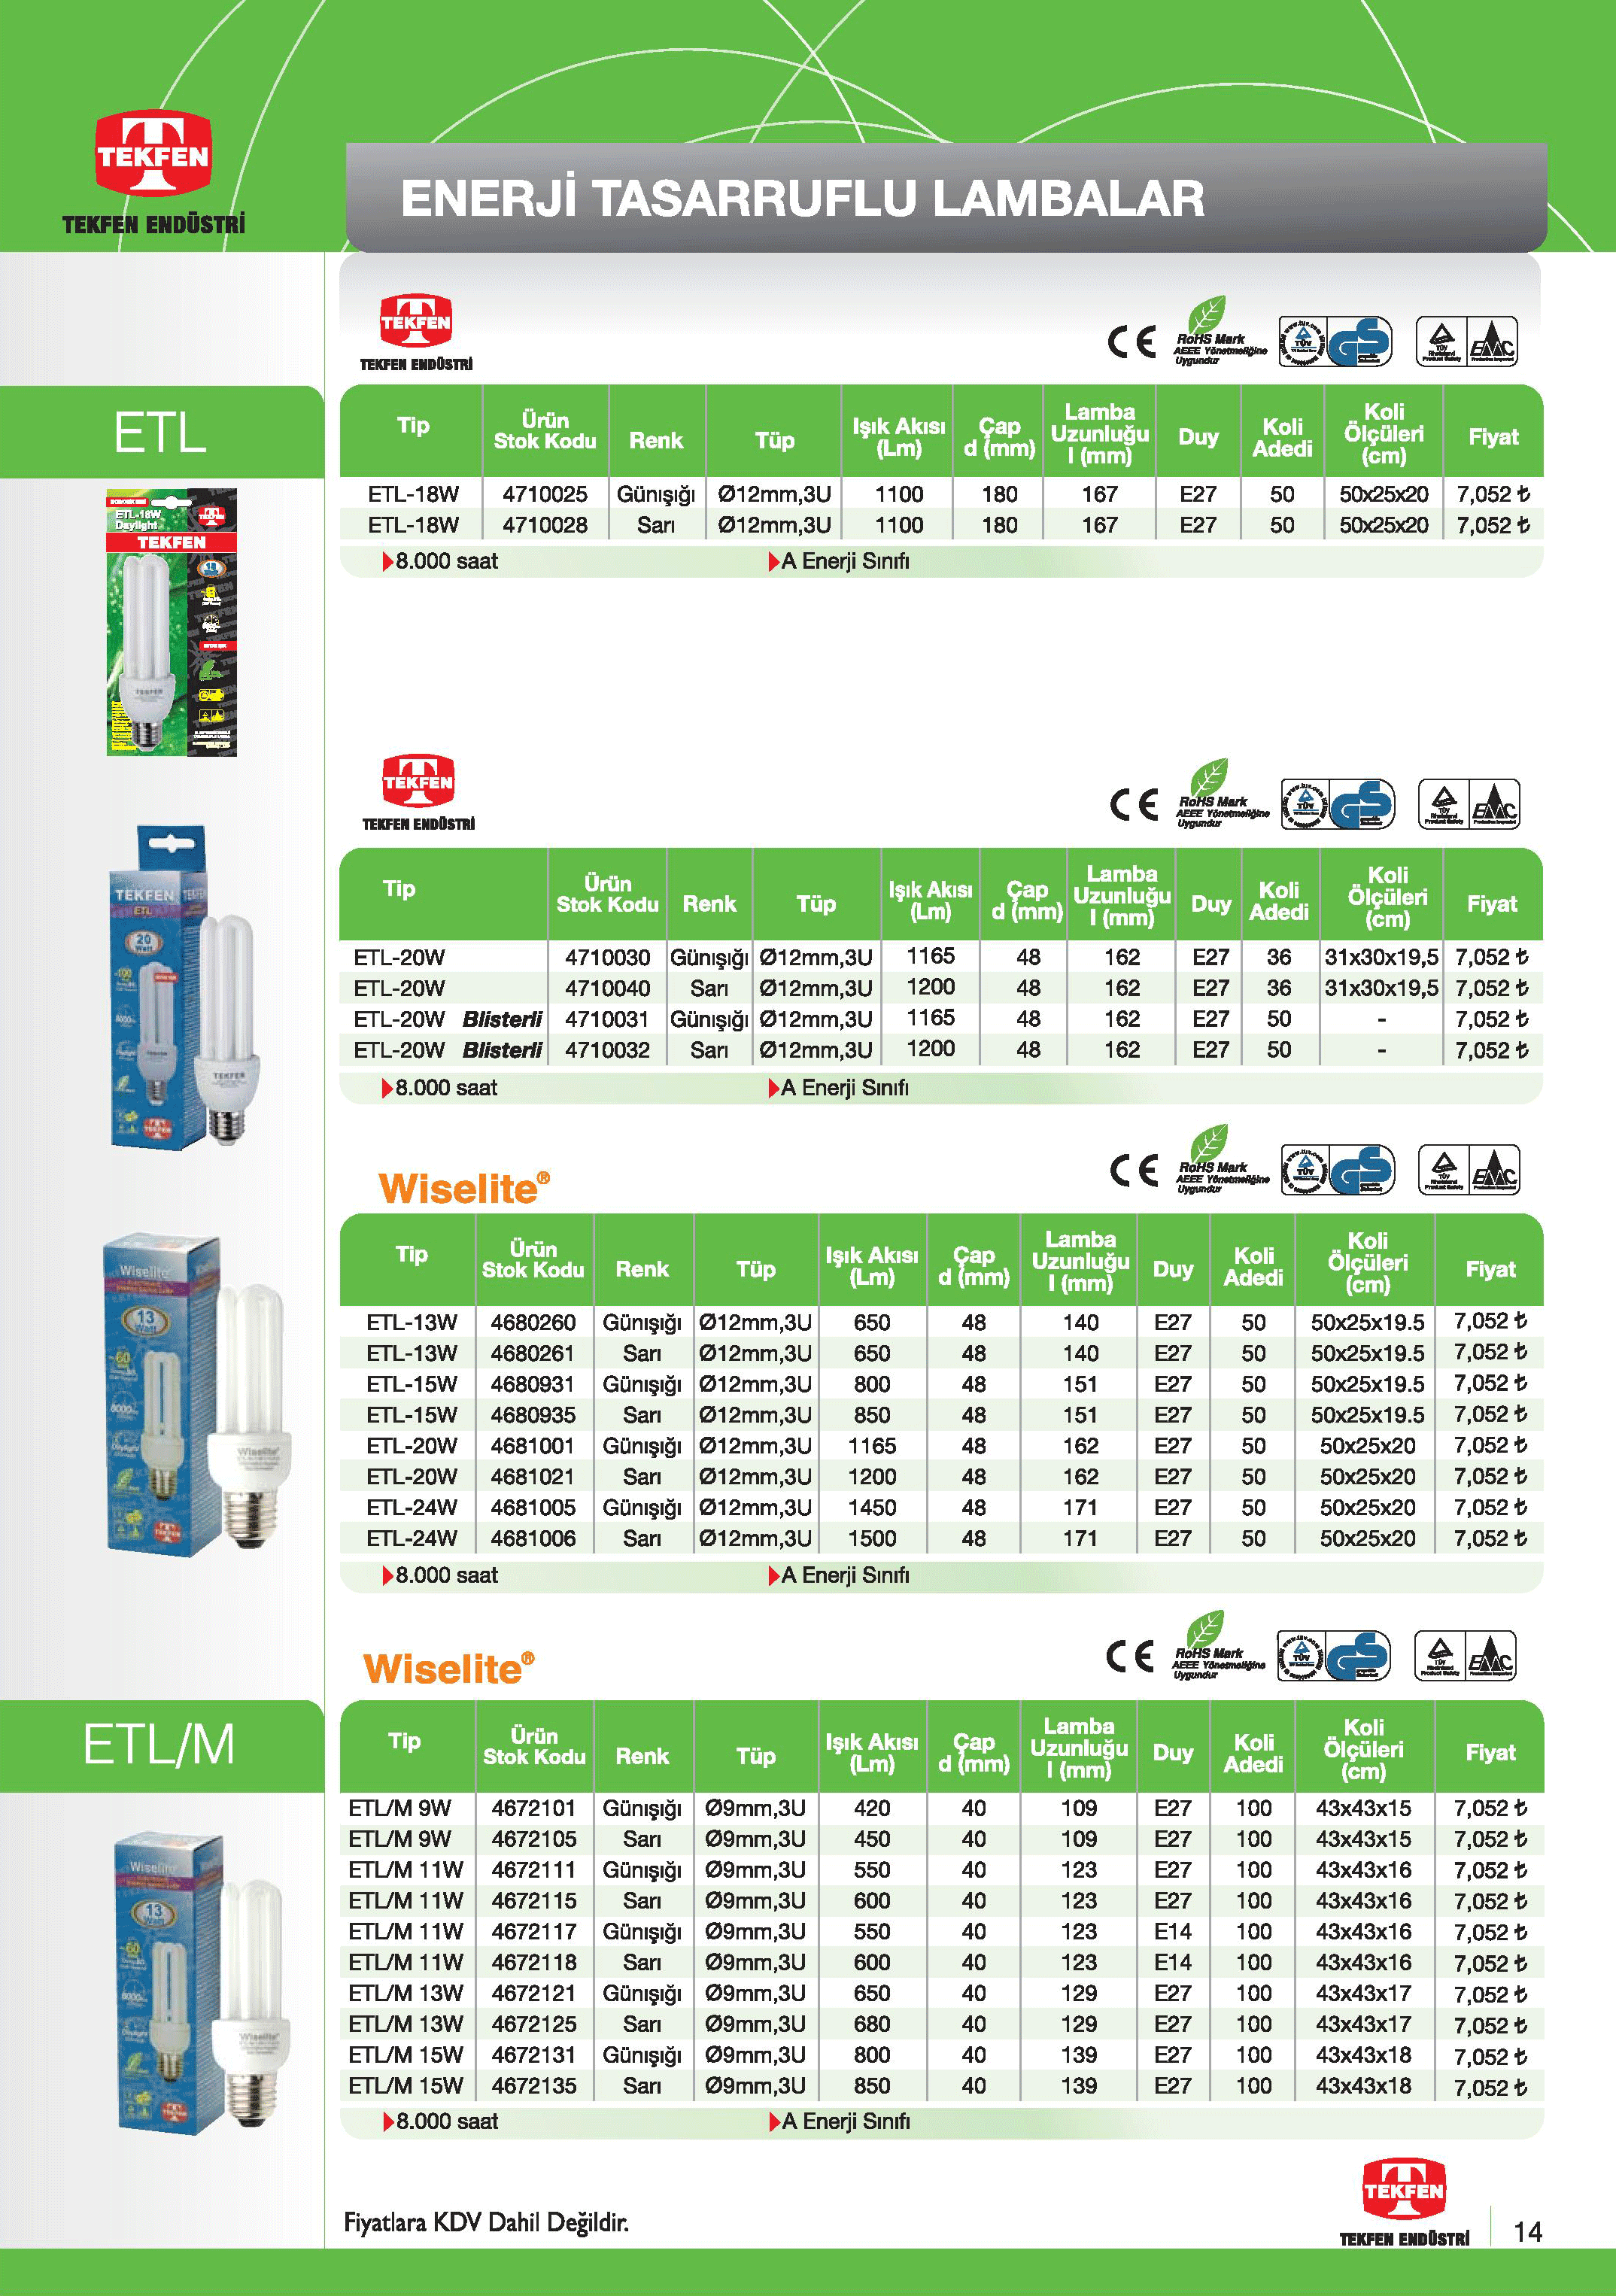 TEKFEN
TEKFEN ENDÜSTRİ
ENERJİ TASARRUFLU LAMBALAR
TEKFEN
TEKFEN ENDÜSTRİ
CE RoHS Mark
AEEE Yönetmeliğine
Uygundur
ETL
Tip Ürün Stok Kodu Renk Tüp Işık Akısı (Lm) Çap d (mm) Lamba Uzunluğu l (mm) Duy Koli Adedi Koli Ölçüleri (cm) Fiyat
ETL-18W 4710025 Günışığı Ø12mm,3U 1100 180 167 E27 50 50x25x20 7,052 ₺
ETL-18W 4710028 Sarı Ø12mm,3U 1100 180 167 E27 50 50x25x20 7,052 ₺
8.000 saat A Enerji Sınıfı
ETL-18W
Daylight
TEKFEN
TEKFEN
TEKFEN ENDÜSTRİ
CE RoHS Mark
AEEE Yönetmeliğine
Uygundur
Tip Ürün Stok Kodu Renk Tüp Işık Akısı (Lm) Çap d (mm) Lamba Uzunluğu l (mm) Duy Koli Adedi Koli Ölçüleri (cm) Fiyat
ETL-20W 4710030 Günışığı Ø12mm,3U 1165 48 162 E27 36 31x30x19,5 7,052 ₺
ETL-20W 4710040 Sarı Ø12mm,3U 1200 48 162 E27 36 31x30x19,5 7,052 ₺
ETL-20W Blisterli 4710031 Günışığı Ø12mm,3U 1165 48 162 E27 50 - 7,052 ₺
ETL-20W Blisterli 4710032 Sarı Ø12mm,3U 1200 48 162 E27 50 - 7,052 ₺
8.000 saat A Enerji Sınıfı
TEKFEN
ETL
20
Watt
Wiselite®
CE RoHS Mark
AEEE Yönetmeliğine
Uygundur
Tip Ürün Stok Kodu Renk Tüp Işık Akısı (Lm) Çap d (mm) Lamba Uzunluğu l (mm) Duy Koli Adedi Koli Ölçüleri (cm) Fiyat
ETL-13W 4680260 Günışığı Ø12mm,3U 650 48 140 E27 50 50x25x19.5 7,052 ₺
ETL-13W 4680261 Sarı Ø12mm,3U 650 48 140 E27 50 50x25x19.5 7,052 ₺
ETL-15W 4680931 Günışığı Ø12mm,3U 800 48 151 E27 50 50x25x19.5 7,052 ₺
ETL-15W 4680935 Sarı Ø12mm,3U 850 48 151 E27 50 50x25x19.5 7,052 ₺
ETL-20W 4681001 Günışığı Ø12mm,3U 1165 48 162 E27 50 50x25x20 7,052 ₺
ETL-20W 4681021 Sarı Ø12mm,3U 1200 48 162 E27 50 50x25x20 7,052 ₺
ETL-24W 4681005 Günışığı Ø12mm,3U 1450 48 171 E27 50 50x25x20 7,052 ₺
ETL-24W 4681006 Sarı Ø12mm,3U 1500 48 171 E27 50 50x25x20 7,052 ₺
8.000 saat A Enerji Sınıfı
Wiselite
13
Watt
Wiselite®
CE RoHS Mark
AEEE Yönetmeliğine
Uygundur
ETL/M
Tip Ürün Stok Kodu Renk Tüp Işık Akısı (Lm) Çap d (mm) Lamba Uzunluğu l (mm) Duy Koli Adedi Koli Ölçüleri (cm) Fiyat
ETL/M 9W 4672101 Günışığı Ø9mm,3U 420 40 109 E27 100 43x43x15 7,052 ₺
ETL/M 9W 4672105 Sarı Ø9mm,3U 450 40 109 E27 100 43x43x15 7,052 ₺
ETL/M 11W 4672111 Günışığı Ø9mm,3U 550 40 123 E27 100 43x43x16 7,052 ₺
ETL/M 11W 4672115 Sarı Ø9mm,3U 600 40 123 E27 100 43x43x16 7,052 ₺
ETL/M 11W 4672117 Günışığı Ø9mm,3U 550 40 123 E14 100 43x43x16 7,052 ₺
ETL/M 11W 4672118 Sarı Ø9mm,3U 600 40 123 E14 100 43x43x16 7,052 ₺
ETL/M 13W 4672121 Günışığı Ø9mm,3U 650 40 129 E27 100 43x43x17 7,052 ₺
ETL/M 13W 4672125 Sarı Ø9mm,3U 680 40 129 E27 100 43x43x17 7,052 ₺
ETL/M 15W 4672131 Günışığı Ø9mm,3U 800 40 139 E27 100 43x43x18 7,052 ₺
ETL/M 15W 4672135 Sarı Ø9mm,3U 850 40 139 E27 100 43x43x18 7,052 ₺
8.000 saat A Enerji Sınıfı
Wiselite
13
Watt
Fiyatlara KDV Dahil Değildir.
TEKFEN
TEKFEN ENDÜSTRİ
14